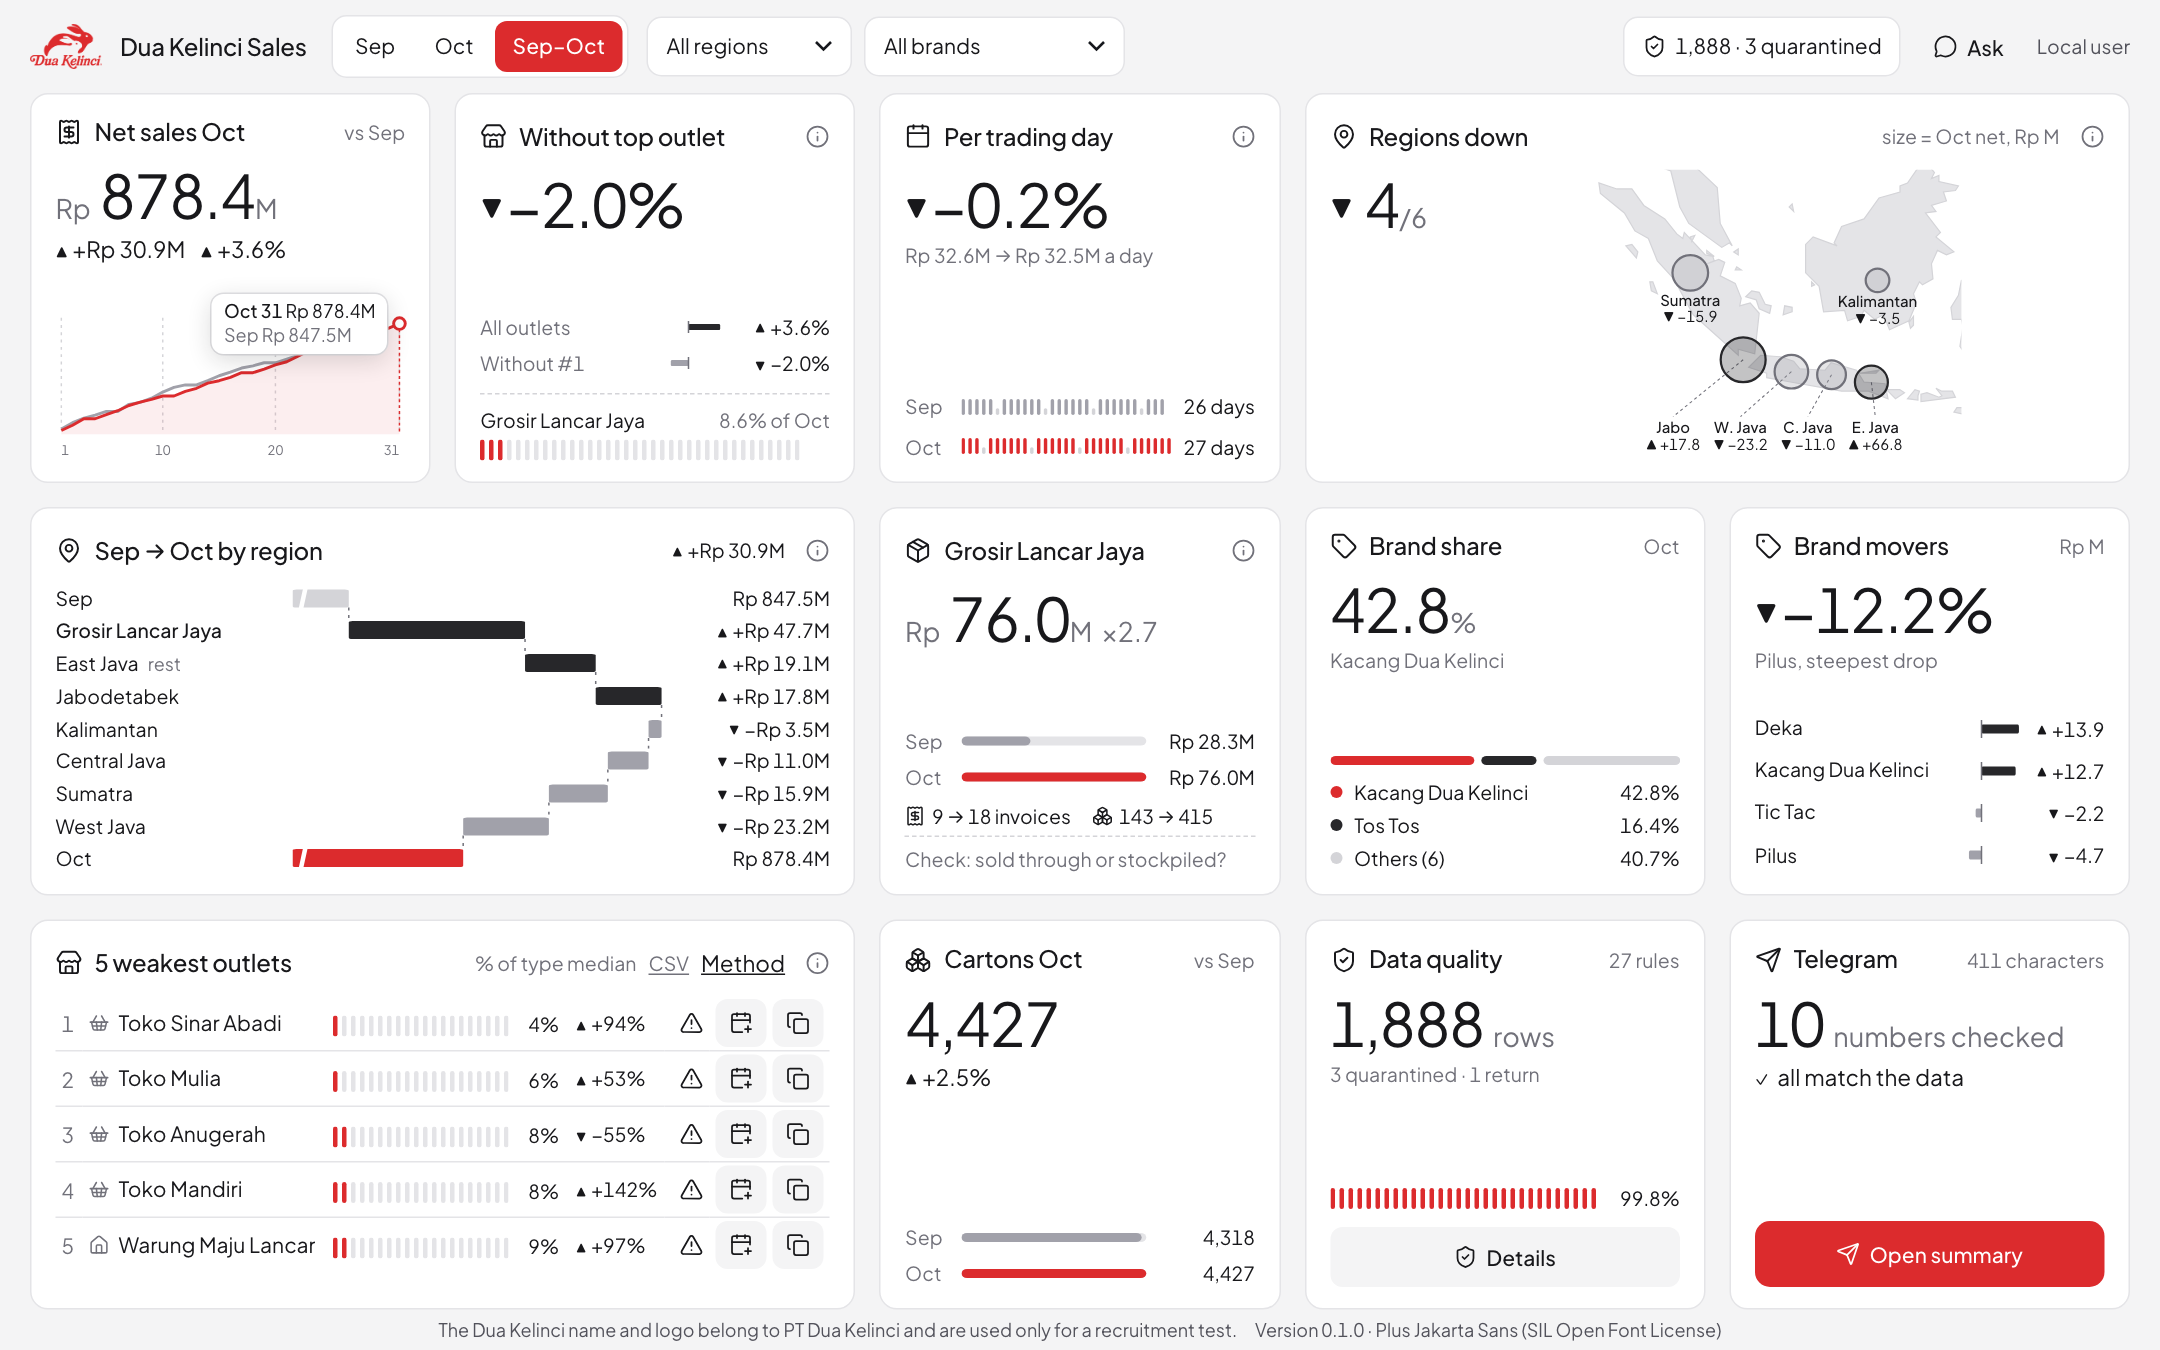 Dua Kelinci Dua Kelinci Sales Sep Oct Sep–Oct All regions All brands 1,888 · 3 quarantined Ask Local user
Net sales Oct vs Sep
Rp 878.4M
▲ +Rp 30.9M ▲ +3.6%
Oct 31 Rp 878.4M
Sep Rp 847.5M
1 10 20 31
Without top outlet
▼ −2.0%
All outlets ▲ +3.6%
Without #1 ▼ −2.0%
Grosir Lancar Jaya 8.6% of Oct
Per trading day
▼ −0.2%
Rp 32.6M → Rp 32.5M a day
Sep 26 days
Oct 27 days
Regions down size = Oct net, Rp M
▼ 4/6
Sumatra
▼ −15.9
Kalimantan
▼ −3.5
Jabo W. Java C. Java E. Java
▲ +17.8 ▼ −23.2 ▼ −11.0 ▲ +66.8
Sep → Oct by region ▲ +Rp 30.9M
Sep Rp 847.5M
Grosir Lancar Jaya ▲ +Rp 47.7M
East Java rest ▲ +Rp 19.1M
Jabodetabek ▲ +Rp 17.8M
Kalimantan ▼ −Rp 3.5M
Central Java ▼ −Rp 11.0M
Sumatra ▼ −Rp 15.9M
West Java ▼ −Rp 23.2M
Oct Rp 878.4M
Grosir Lancar Jaya
Rp 76.0M ×2.7
Sep Rp 28.3M
Oct Rp 76.0M
9 → 18 invoices 143 → 415
Check: sold through or stockpiled?
Brand share Oct
42.8%
Kacang Dua Kelinci
Kacang Dua Kelinci 42.8%
Tos Tos 16.4%
Others (6) 40.7%
Brand movers Rp M
▼ −12.2%
Pilus, steepest drop
Deka ▲ +13.9
Kacang Dua Kelinci ▲ +12.7
Tic Tac ▼ −2.2
Pilus ▼ −4.7
5 weakest outlets % of type median CSV Method
1 Toko Sinar Abadi 4% ▲ +94%
2 Toko Mulia 6% ▲ +53%
3 Toko Anugerah 8% ▼ −55%
4 Toko Mandiri 8% ▲ +142%
5 Warung Maju Lancar 9% ▲ +97%
Cartons Oct vs Sep
4,427
▲ +2.5%
Sep 4,318
Oct 4,427
Data quality 27 rules
1,888 rows
3 quarantined · 1 return
99.8%
Details
Telegram 411 characters
10 numbers checked
✓ all match the data
Open summary
The Dua Kelinci name and logo belong to PT Dua Kelinci and are used only for a recruitment test. Version 0.1.0 · Plus Jakarta Sans (SIL Open Font License)